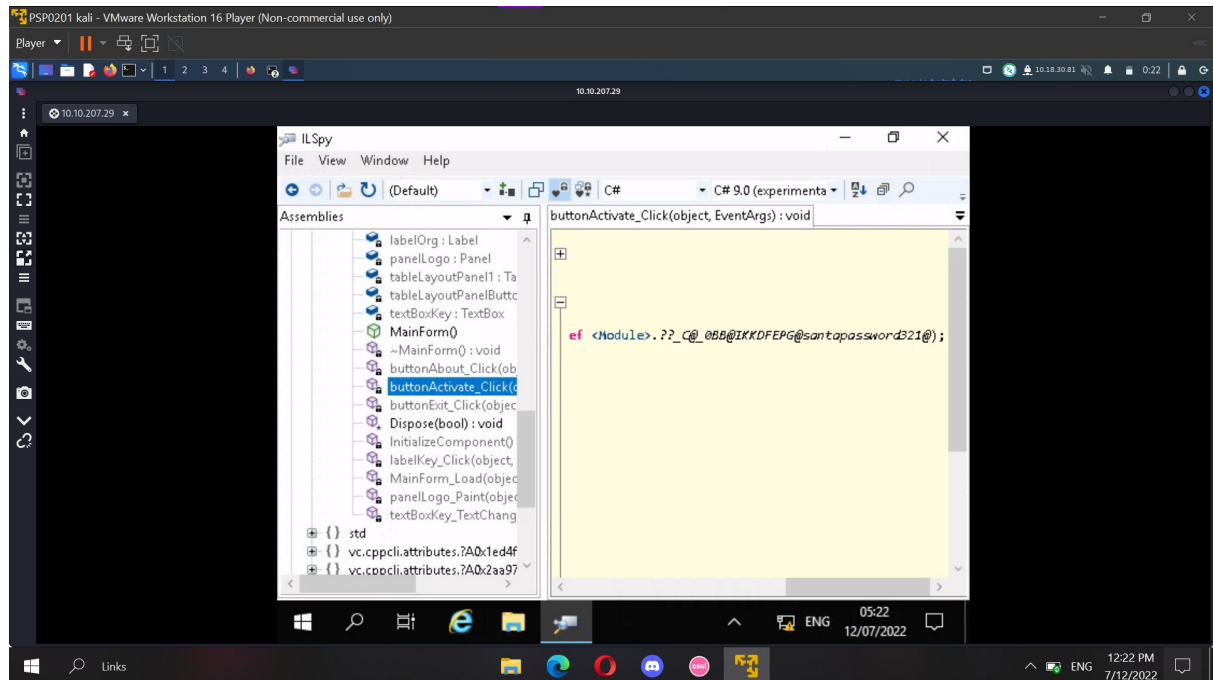 PSP0201 kali - VMware Workstation 16 Player (Non-commercial use only)
Player
1 2 3 4
10.18.30.81
0:22
10.10.207.29
10.10.207.29 ×
ILSpy
File View Window Help
(Default)
C#
C# 9.0 (experimenta
Assemblies
buttonActivate_Click(object, EventArgs) : void
labelOrg : Label
panelLogo : Panel
tableLayoutPanel1 : Ta
tableLayoutPanelButto
textBoxKey : TextBox
MainForm()
~MainForm() : void
buttonAbout_Click(ob
buttonActivate_Click(o
buttonExit_Click(objec
Dispose(bool) : void
InitializeComponent()
labelKey_Click(object,
MainForm_Load(objec
panelLogo_Paint(objec
textBoxKey_TextChang
{ } std
{ } vc.cppcli.attributes.?A0x1ed4f
{ } vc.cppcli.attributes.?A0x2aa97
ef <Module>.??_C@_0BB@IKKDFEPG@santapassword321@);
ENG
05:22
12/07/2022
Links
osu!
ENG
12:22 PM
7/12/2022